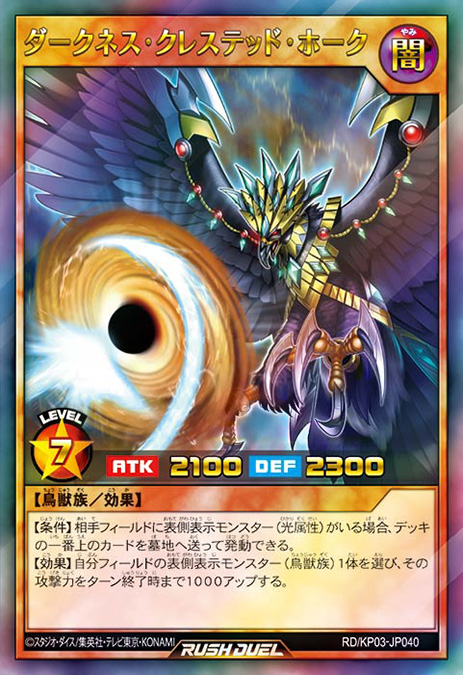 ダークネス・クレステッド・ホーク
やみ
闇
LEVEL
7
ATK 2100 DEF 2300
【鳥獣族/効果】
【条件】相手フィールドに表側表示モンスター(光属性)がいる場合、デッキ
の一番上のカードを墓地へ送って発動できる。
【効果】自分フィールドの表側表示モンスター(鳥獣族)1体を選び、その
攻撃力をターン終了時まで1000アップする。
©スタジオ・ダイス/集英社・テレビ東京・KONAMI
RUSH DUEL
RD/KP03-JP040